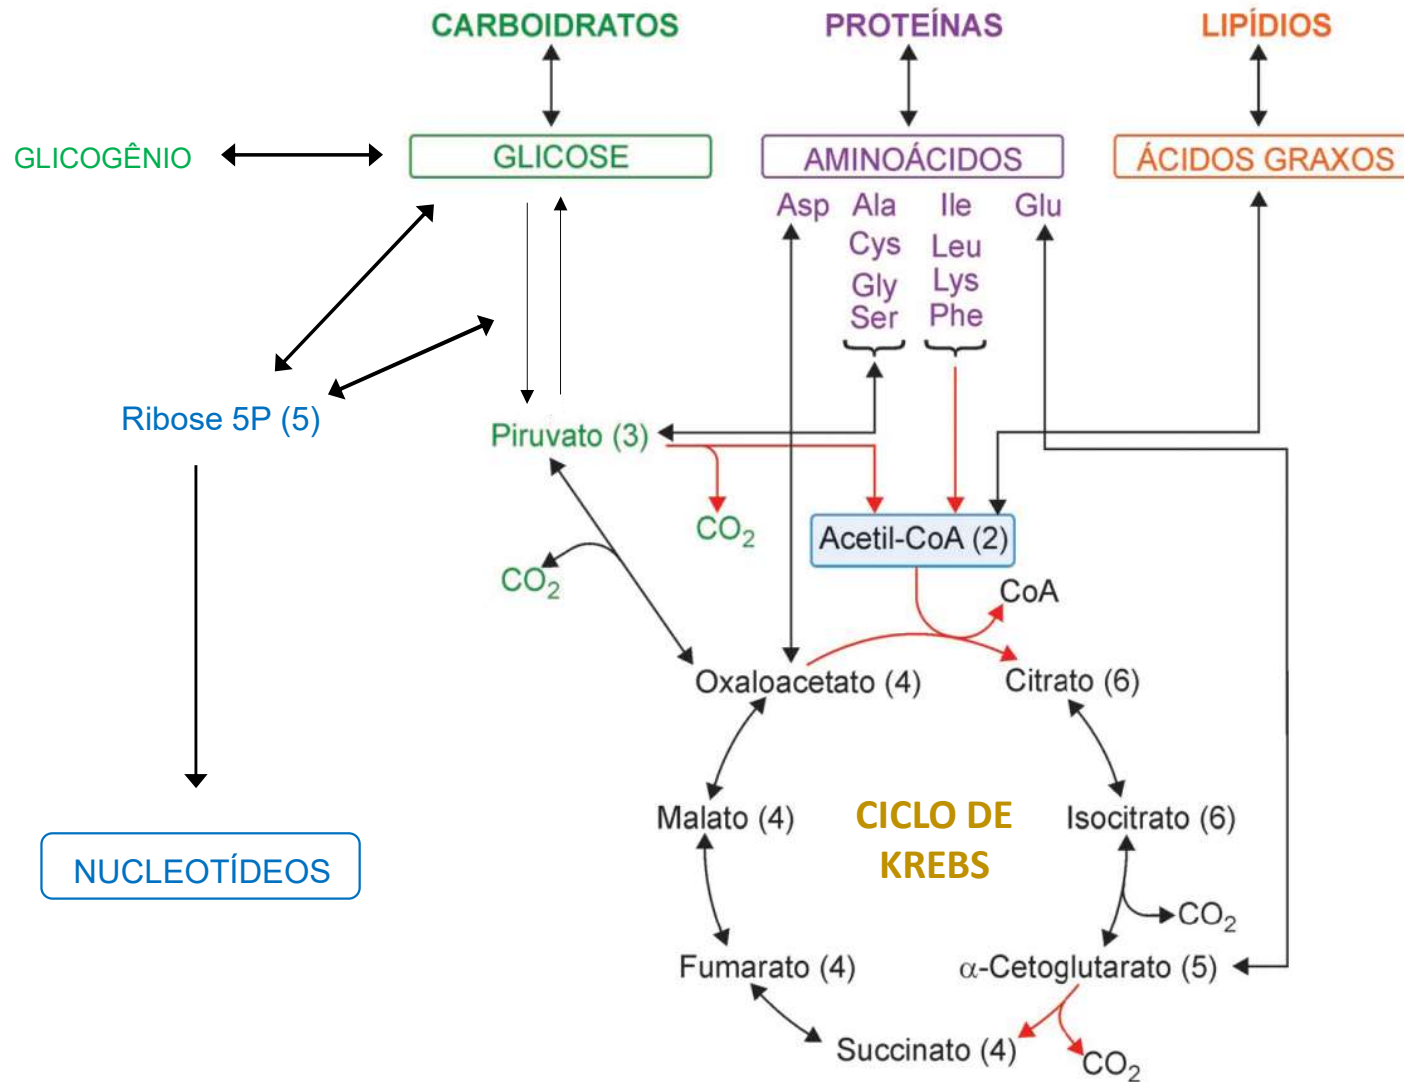 CARBOIDRATOS
PROTEÍNAS
LIPÍDIOS
GLICOGÊNIO
GLICOSE
AMINOÁCIDOS
ÁCIDOS GRAXOS
Asp
Ala
Cys
Gly
Ser
Ile
Leu
Lys
Phe
Glu
Ribose 5P (5)
Piruvato (3)
CO2
CO2
Acetil-CoA (2)
CoA
Oxaloacetato (4)
Citrato (6)
Malato (4)
CICLO DE
KREBS
Isocitrato (6)
NUCLEOTÍDEOS
CO2
Fumarato (4)
α-Cetoglutarato (5)
Succinato (4)
CO2